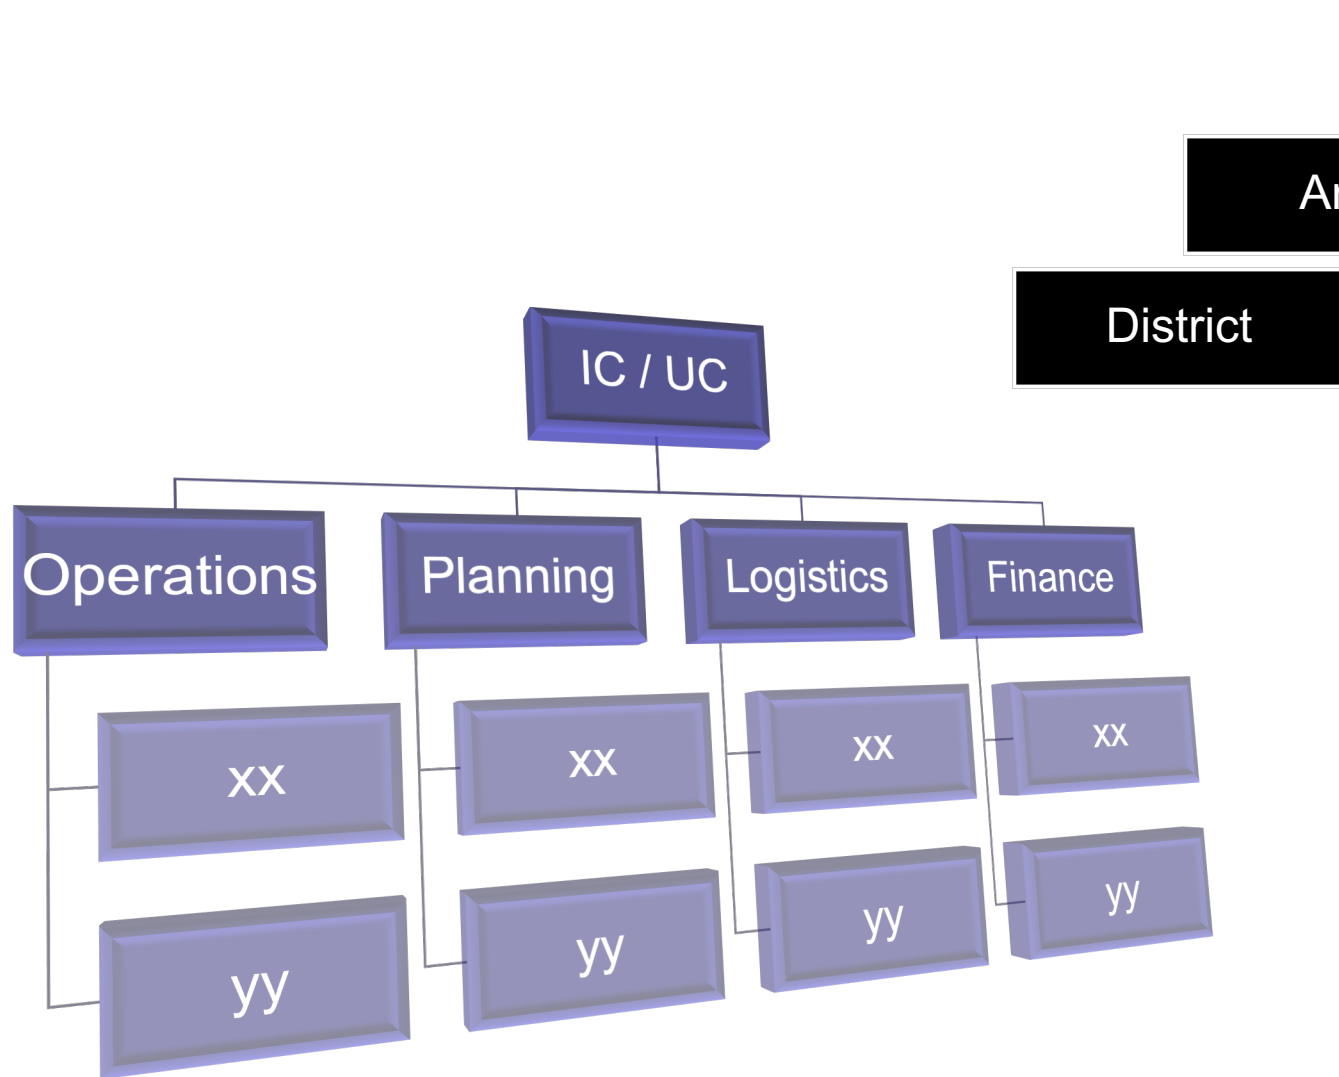 District
IC / UC
Operations
Planning
Logistics
Finance
xx
xx
xx
xx
yy
yy
yy
yy